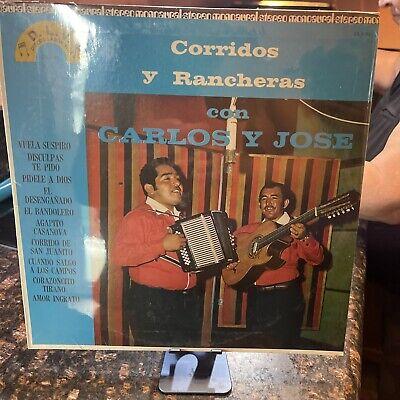 Corridos
y Rancheras
con
CARLOS Y JOSE
VUELA SUSPIRO
DISCULPAS
TE PIDO
PIDELE A DIOS
EL
DESENGAÑADO
EL BANDOLERO
AGAPITO
CASANOVA
CORRIDO DE
SAN JUANITO
CUANDO SALGO
A LOS CAMPOS
CORAZONCITO
TIRANO
AMOR INGRATO